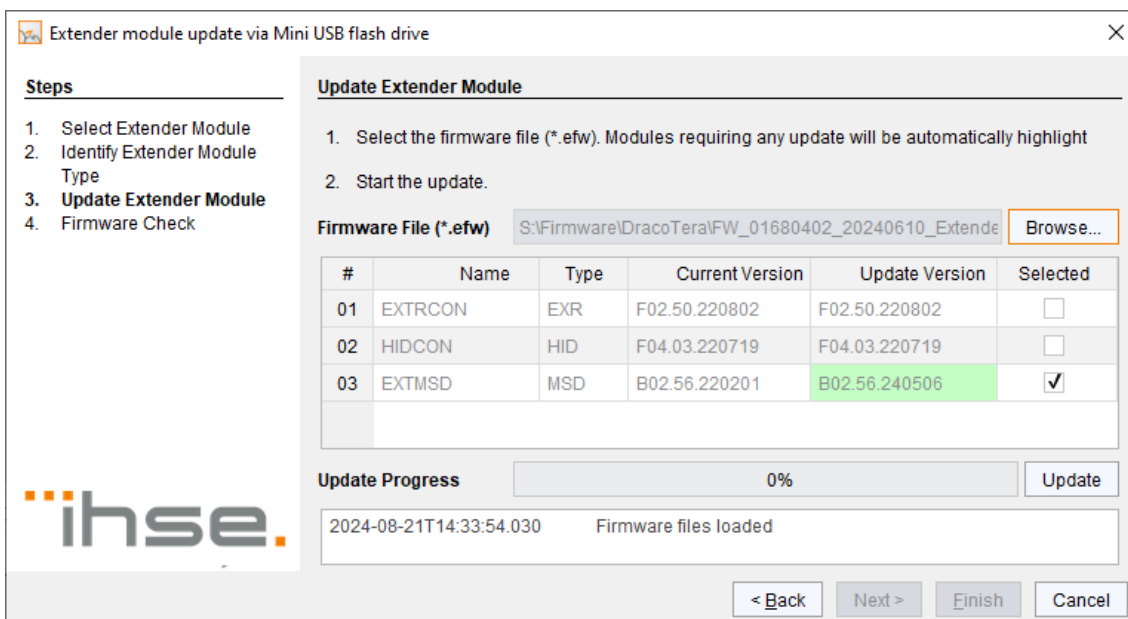 Extender module update via Mini USB flash drive
Steps
1. Select Extender Module
2. Identify Extender Module
Type
3. Update Extender Module
4. Firmware Check
Update Extender Module
1. Select the firmware file (*.efw). Modules requiring any update will be automatically highlight
2. Start the update.
Firmware File (*.efw) S:\Firmware\DracoTera\FW_01680402_20240610_Extende Browse...
# Name Type Current Version Update Version Selected
01 EXTRCON EXR F02.50.220802 F02.50.220802
02 HIDCON HID F04.03.220719 F04.03.220719
03 EXTMSD MSD B02.56.220201 B02.56.240506
Update Progress 0% Update
2024-08-21T14:33:54.030 Firmware files loaded
ihse.
< Back Next > Finish Cancel